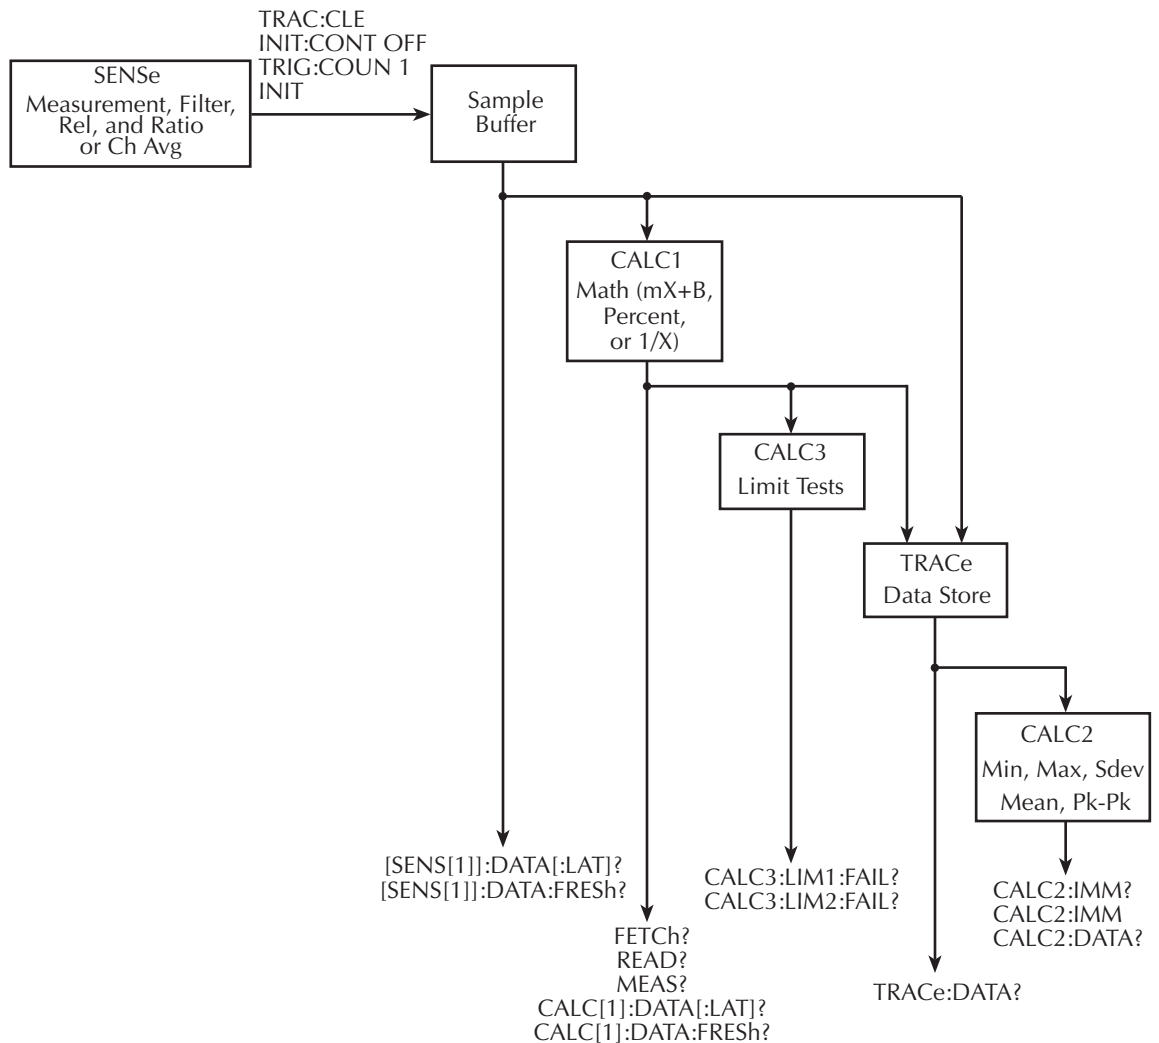 TRAC:CLE
INIT:CONT OFF
TRIG:COUN 1
INIT
SENSe
Measurement, Filter,
Rel, and Ratio
or Ch Avg
Sample
Buffer
CALC1
Math (mX+B,
Percent,
or 1/X)
CALC3
Limit Tests
TRACe
Data Store
CALC2
Min, Max, Sdev
Mean, Pk-Pk
[SENS[1]]:DATA[:LAT]?
[SENS[1]]:DATA:FRESh?
CALC3:LIM1:FAIL?
CALC3:LIM2:FAIL?
CALC2:IMM?
CALC2:IMM
CALC2:DATA?
FETCh?
READ?
MEAS?
CALC[1]:DATA[:LAT]?
CALC[1]:DATA:FRESh?
TRACe:DATA?